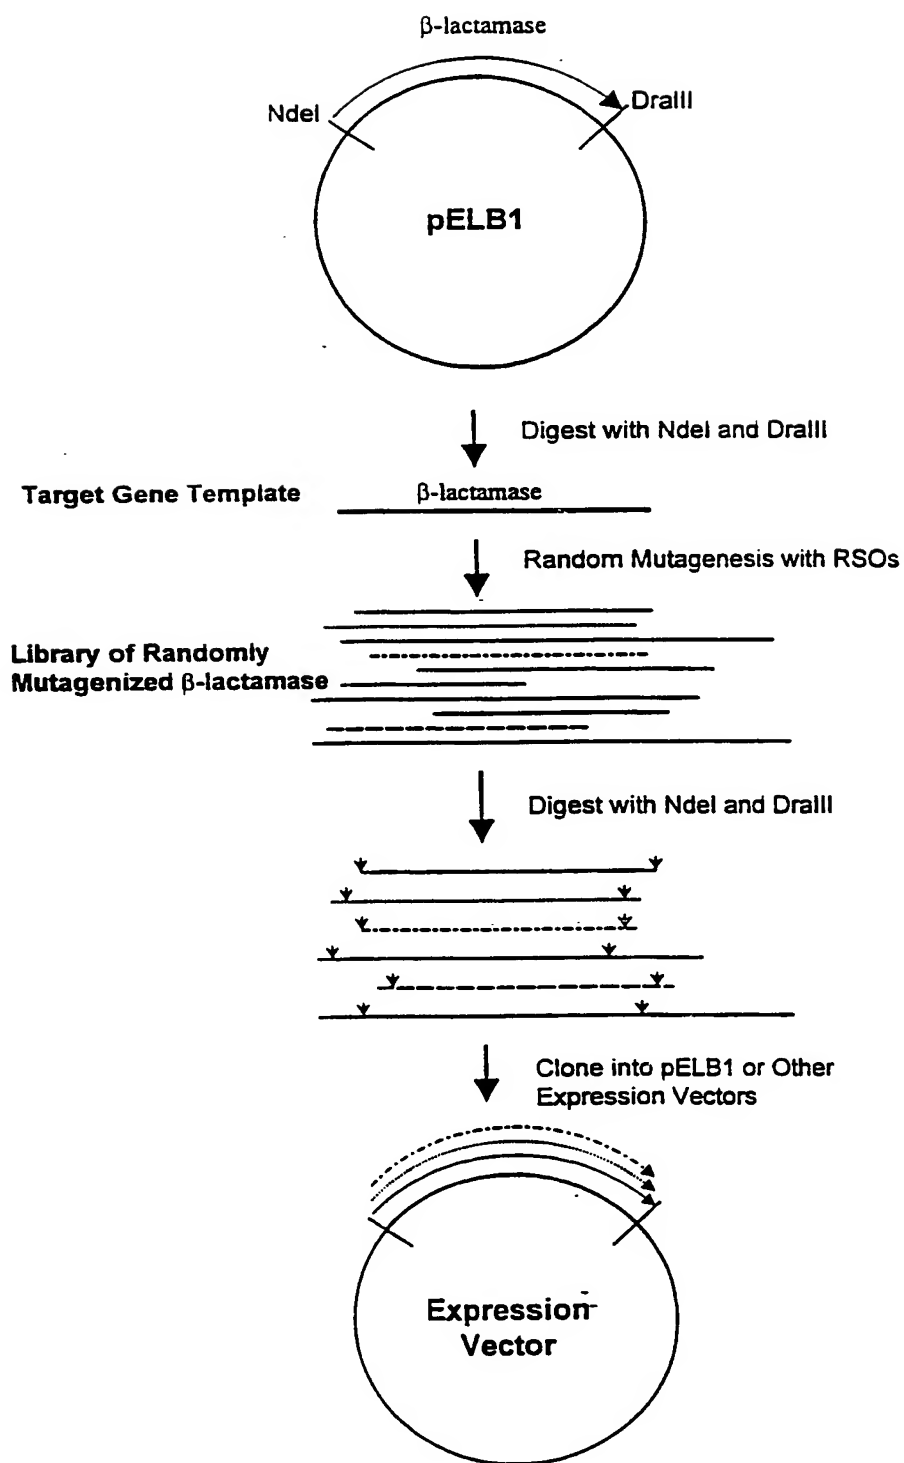 β-lactamase
NdeI
DraIII
pELB1
Digest with NdeI and DraIII
Target Gene Template
β-lactamase
Random Mutagenesis with RSOs
Library of Randomly
Mutagenized β-lactamase
Digest with NdeI and DraIII
Clone into pELB1 or Other
Expression Vectors
Expression
Vector